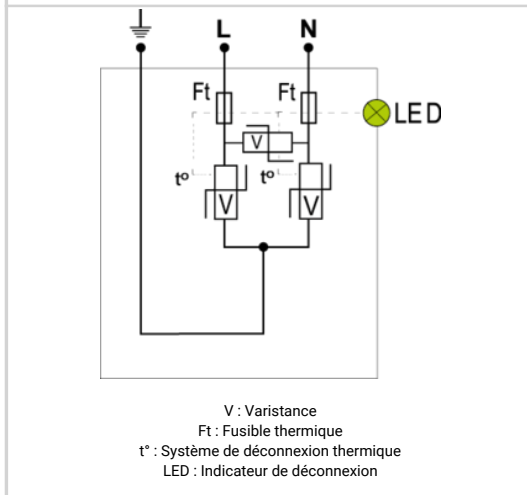 L N
Ft Ft
LED
V
t° t°
V V
V : Varistance
Ft : Fusible thermique
t° : Système de déconnexion thermique
LED : Indicateur de déconnexion